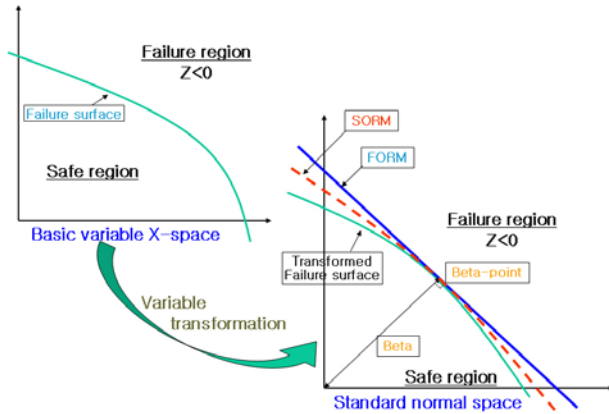 Failure region
Z<0
Failure surface
Safe region
Basic variable X-space
Variable
transformation
SORM
FORM
Failure region
Z<0
Transformed
Failure surface
Beta-point
Beta
Safe region
Standard normal space